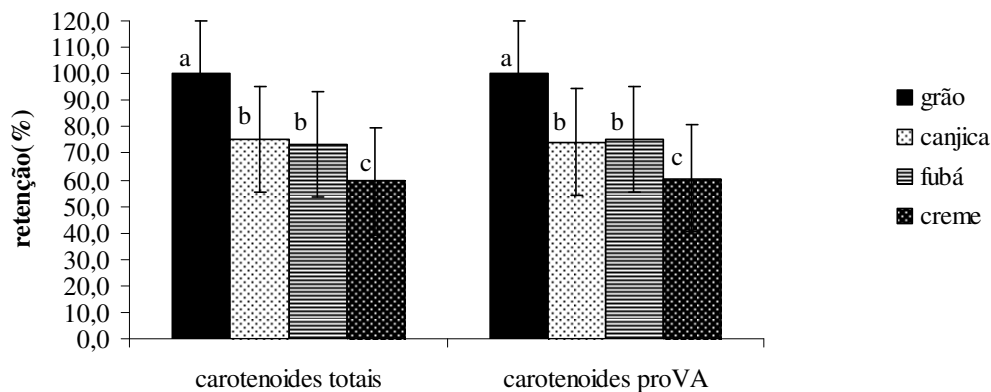 120,0
110,0
100,0
90,0
80,0
70,0
60,0
50,0
40,0
30,0
20,0
10,0
0,0
retenção(%)
a
b
b
c
a
b
b
c
carotenoides totais
carotenoides proVA
grão
canjica
fubá
creme